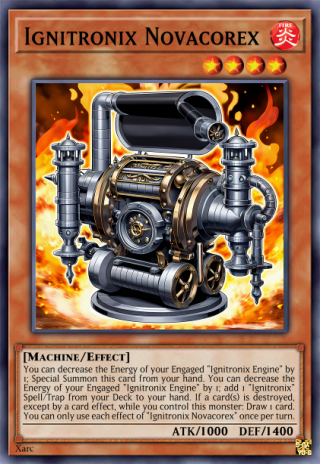 Ignitronix Novacorex
FIRE
炎
[Machine/Effect]
You can decrease the Energy of your Engaged "Ignitronix Engine" by
1; Special Summon this card from your hand. You can decrease the
Energy of your Engaged "Ignitronix Engine" by 1; add 1 "Ignitronix"
Spell/Trap from your Deck to your hand. If a card(s) is destroyed,
except by a card effect, while you control this monster: Draw 1 card.
You can only use each effect of "Ignitronix Novacorex" once per turn.
ATK/1000 DEF/1400
Xarc